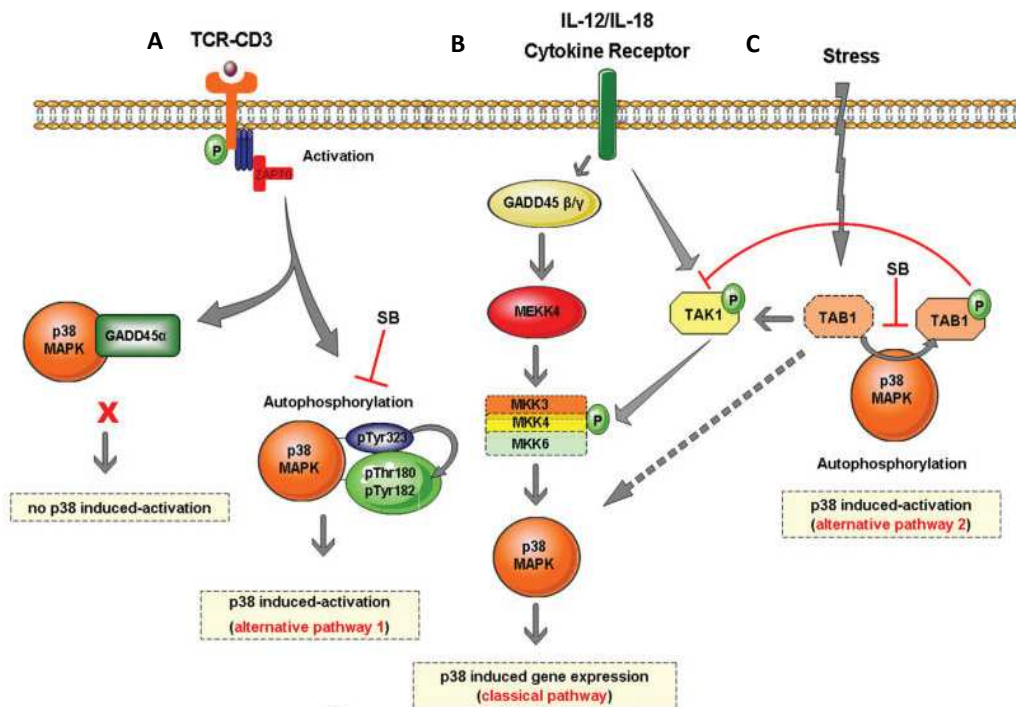 A
TCR-CD3
P
ZAP70
Activation
p38
MAPK
GADD45α
X
no p38 induced-activation
SB
Autophosphorylation
p38
MAPK
pTyr323
pThr180
pTyr182
p38 induced-activation
(alternative pathway 1)
B
IL-12/IL-18
Cytokine Receptor
GADD45 β/γ
MEKK4
MKK3
MKK4
MKK6
P
TAK1
P
p38
MAPK
p38 induced gene expression
(classical pathway)
C
Stress
SB
TAB1
TAB1
P
p38
MAPK
Autophosphorylation
p38 induced-activation
(alternative pathway 2)